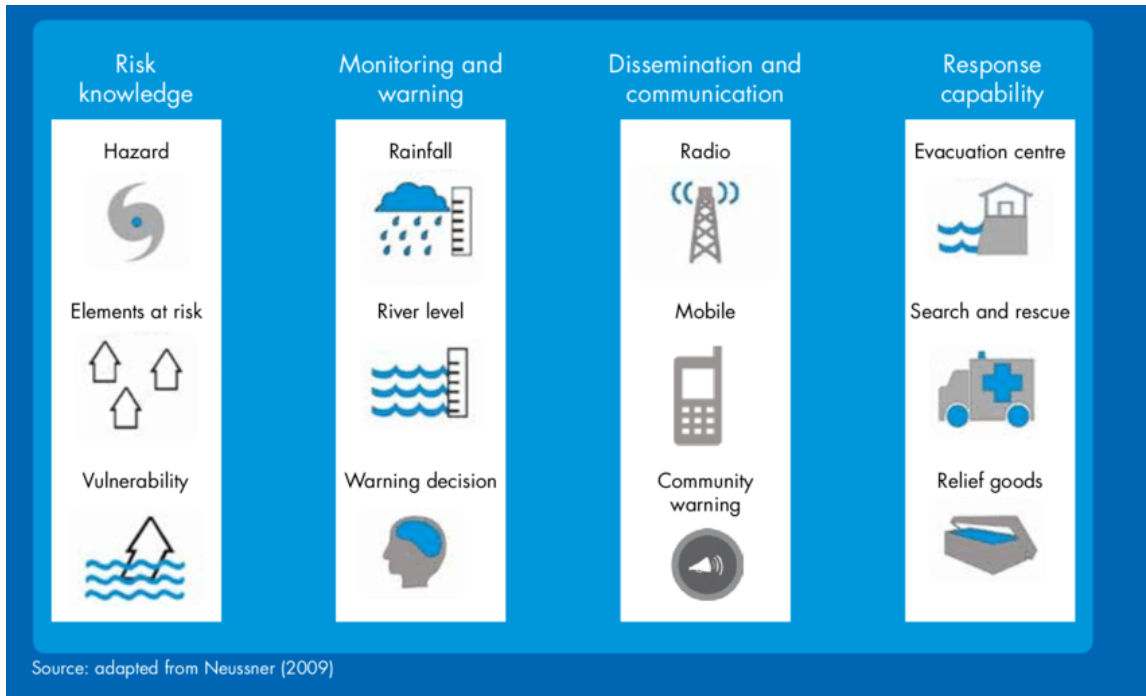 Risk
knowledge
Hazard
Elements at risk
Vulnerability
Monitoring and
warning
Rainfall
River level
Warning decision
Dissemination and
communication
Radio
Mobile
Community
warning
Response
capability
Evacuation centre
Search and rescue
Relief goods
Source: adapted from Neussner (2009)